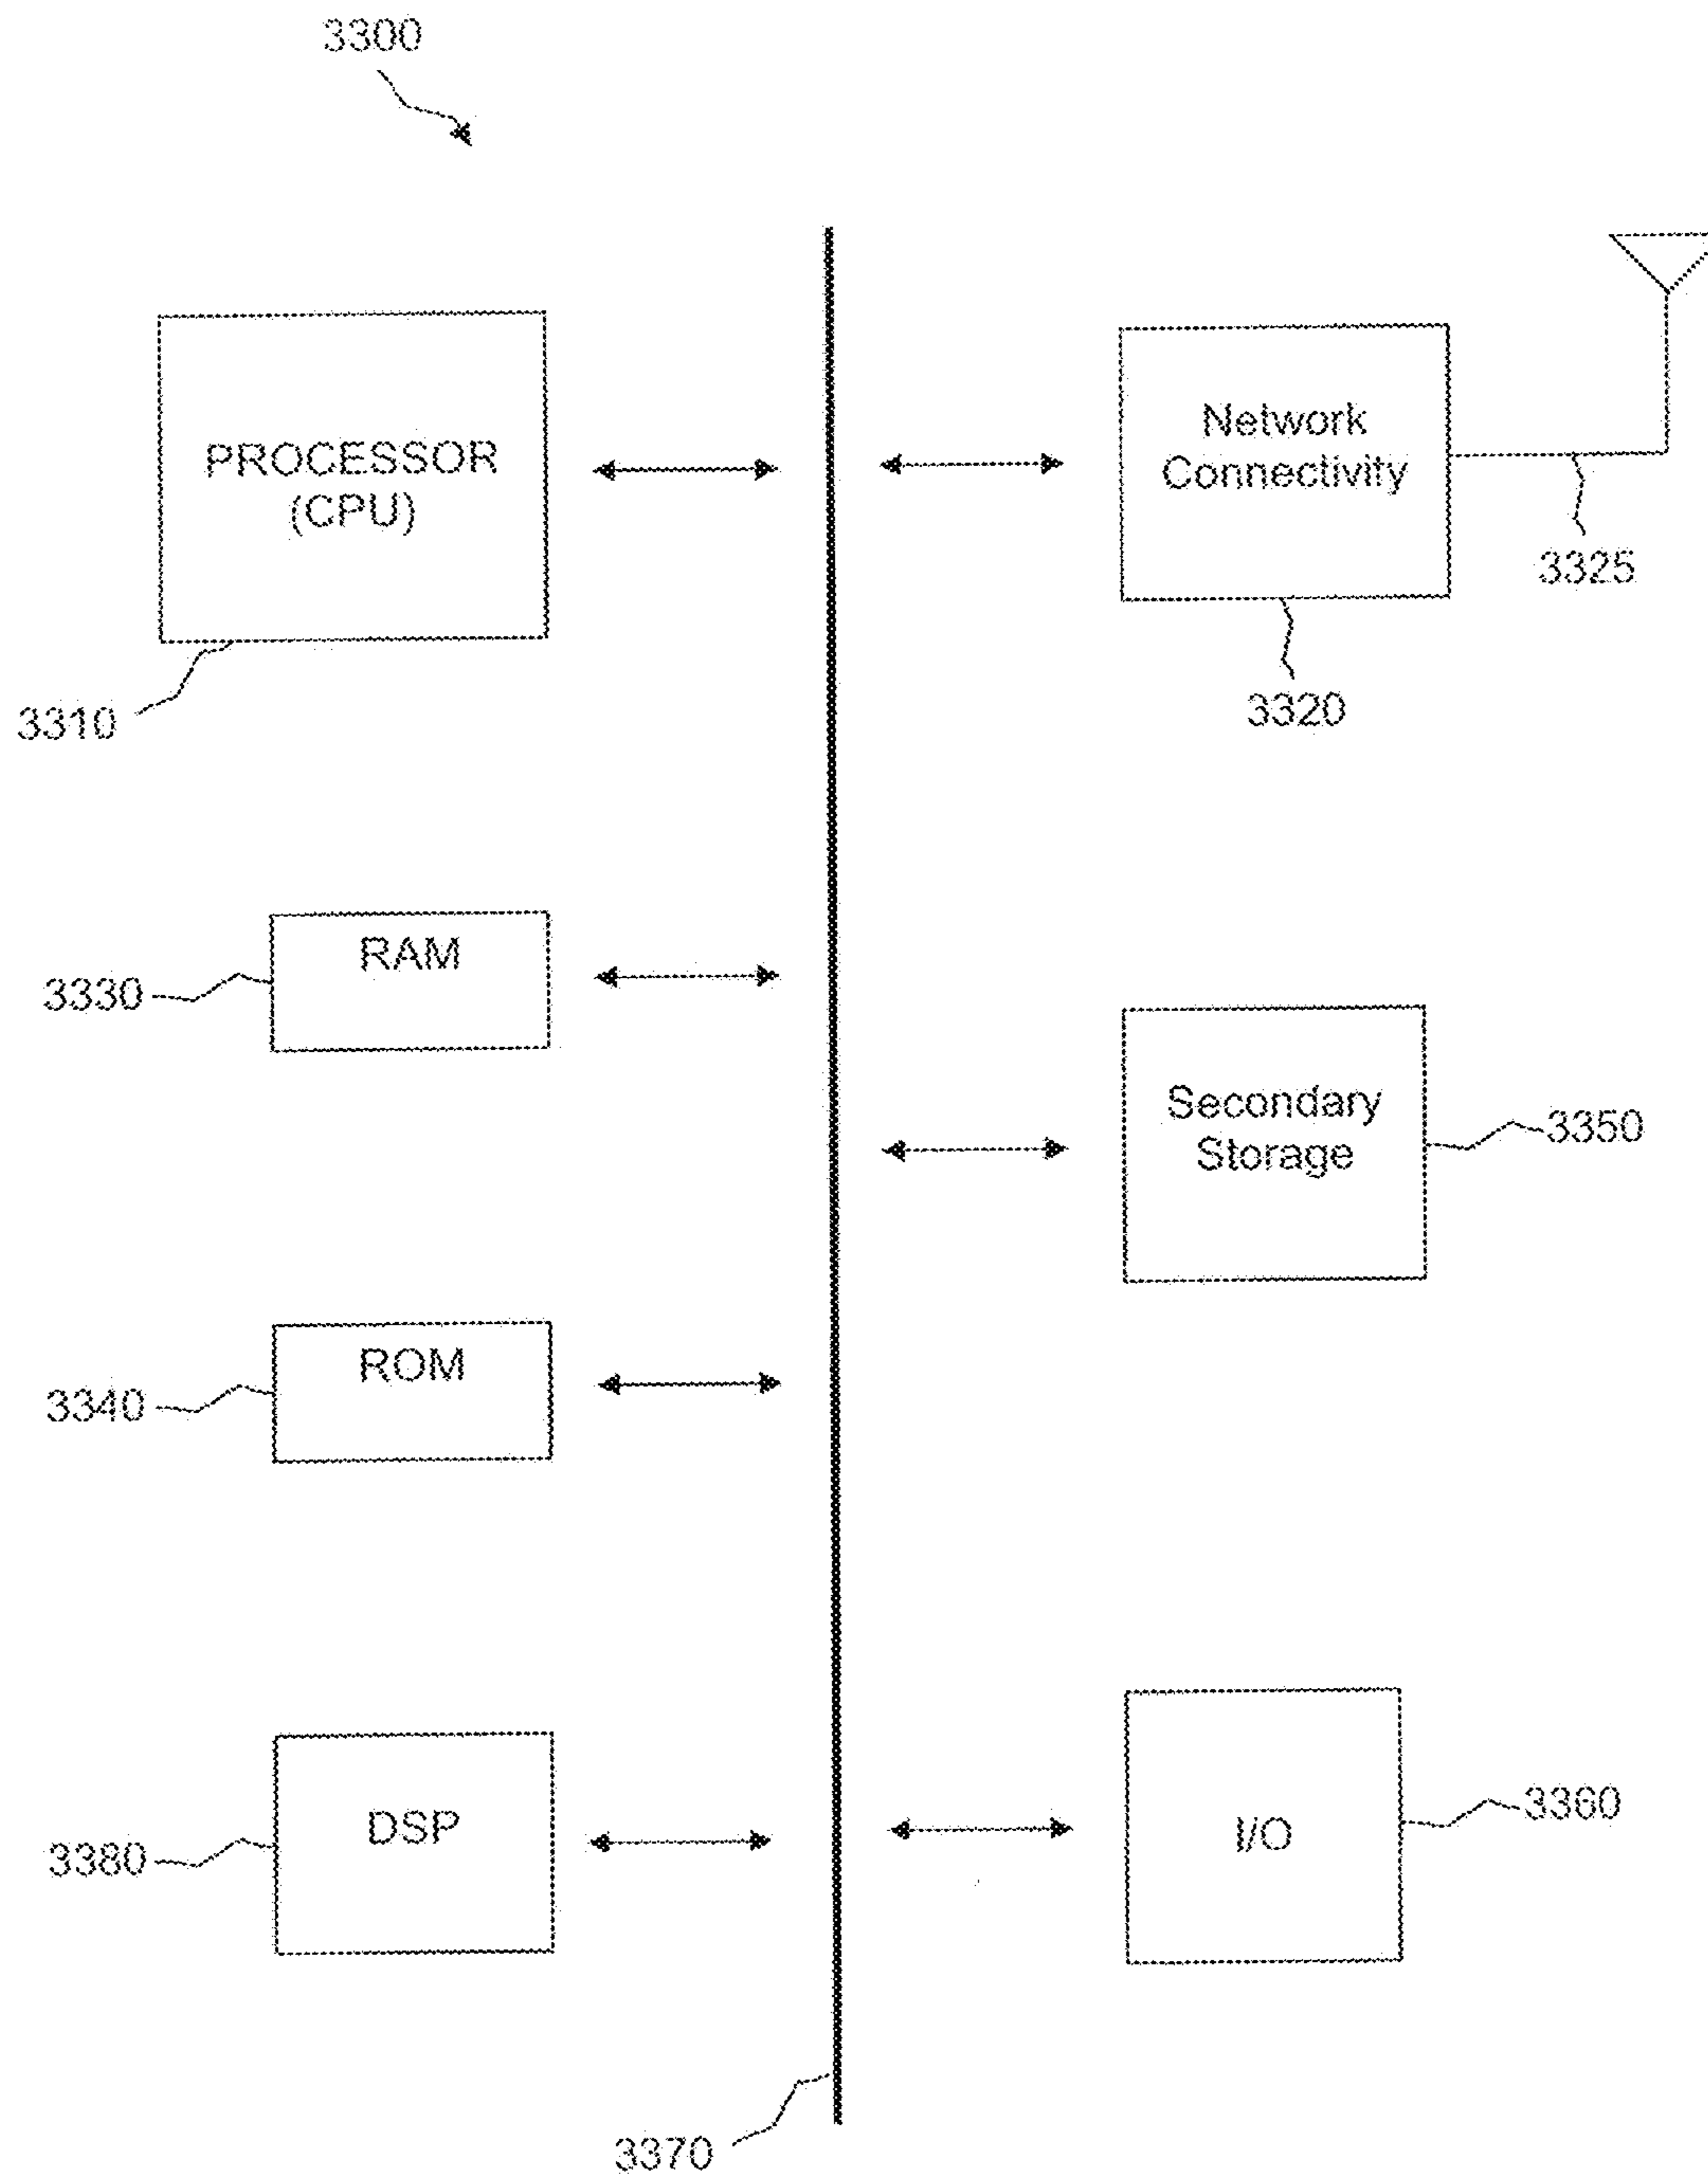 3300
PROCESSOR
(CPU)
3310
Network
Connectivity
3325
3320
RAM
3330
Secondary
Storage
3350
ROM
3340
DSP
3380
I/O
3360
3370